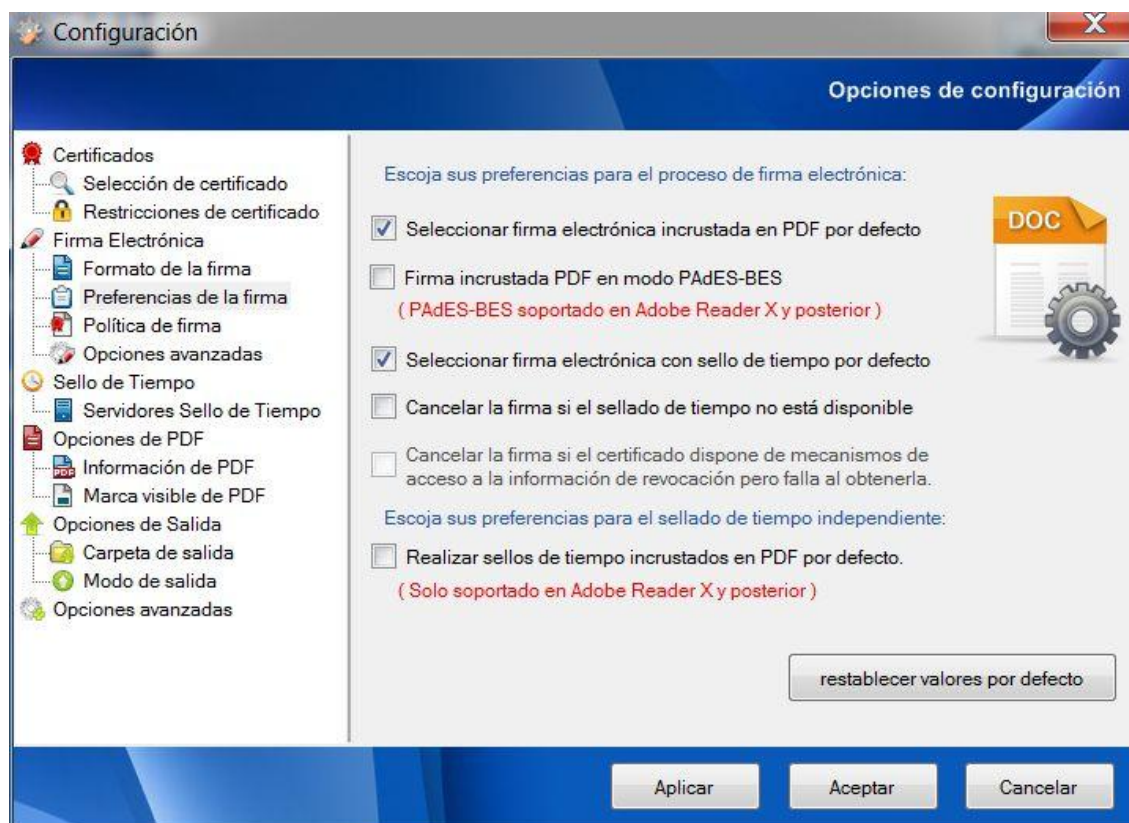 Configuración
X
Opciones de configuración
Certificados
Selección de certificado
Restricciones de certificado
Firma Electrónica
Formato de la firma
Preferencias de la firma
Política de firma
Opciones avanzadas
Sello de Tiempo
Servidores Sello de Tiempo
Opciones de PDF
PDF
Información de PDF
Marca visible de PDF
Opciones de Salida
Carpeta de salida
Modo de salida
Opciones avanzadas
Escoja sus preferencias para el proceso de firma electrónica:
DOC
Seleccionar firma electrónica incrustada en PDF por defecto
Firma incrustada PDF en modo PAdES-BES
( PAdES-BES soportado en Adobe Reader X y posterior )
Seleccionar firma electrónica con sello de tiempo por defecto
Cancelar la firma si el sellado de tiempo no está disponible
Cancelar la firma si el certificado dispone de mecanismos de
acceso a la información de revocación pero falla al obtenerla.
Escoja sus preferencias para el sellado de tiempo independiente:
Realizar sellos de tiempo incrustados en PDF por defecto.
( Solo soportado en Adobe Reader X y posterior )
restablecer valores por defecto
Aplicar
Aceptar
Cancelar